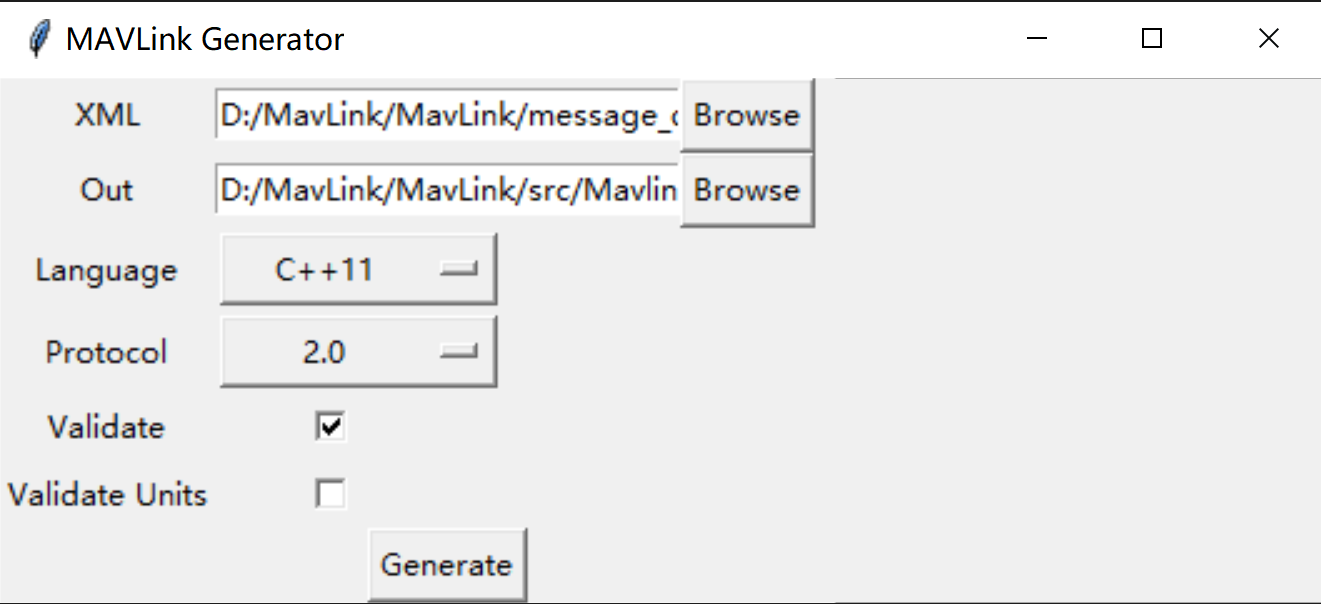 MAVLink Generator
XML D:/MavLink/MavLink/message_ Browse
Out D:/MavLink/MavLink/src/Mavlin Browse
Language C++11
Protocol 2.0
Validate
Validate Units
Generate